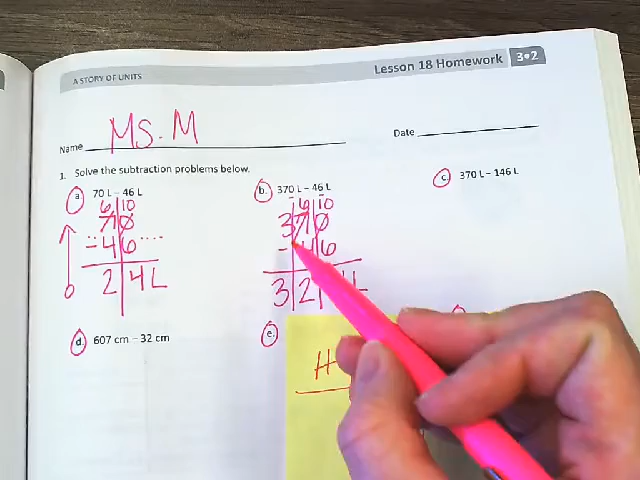 A STORY OF UNITS
Lesson 18 Homework 3•2
Name MS. M Date
1. Solve the subtraction problems below.
a. 70 L – 46 L
b. 370 L – 46 L
c. 370 L – 146 L
6 10
6 10
7 0
3 7 0
- 4 6
- 4 6
2 4 L
3 2 4 L
d. 607 cm – 32 cm
e.
H